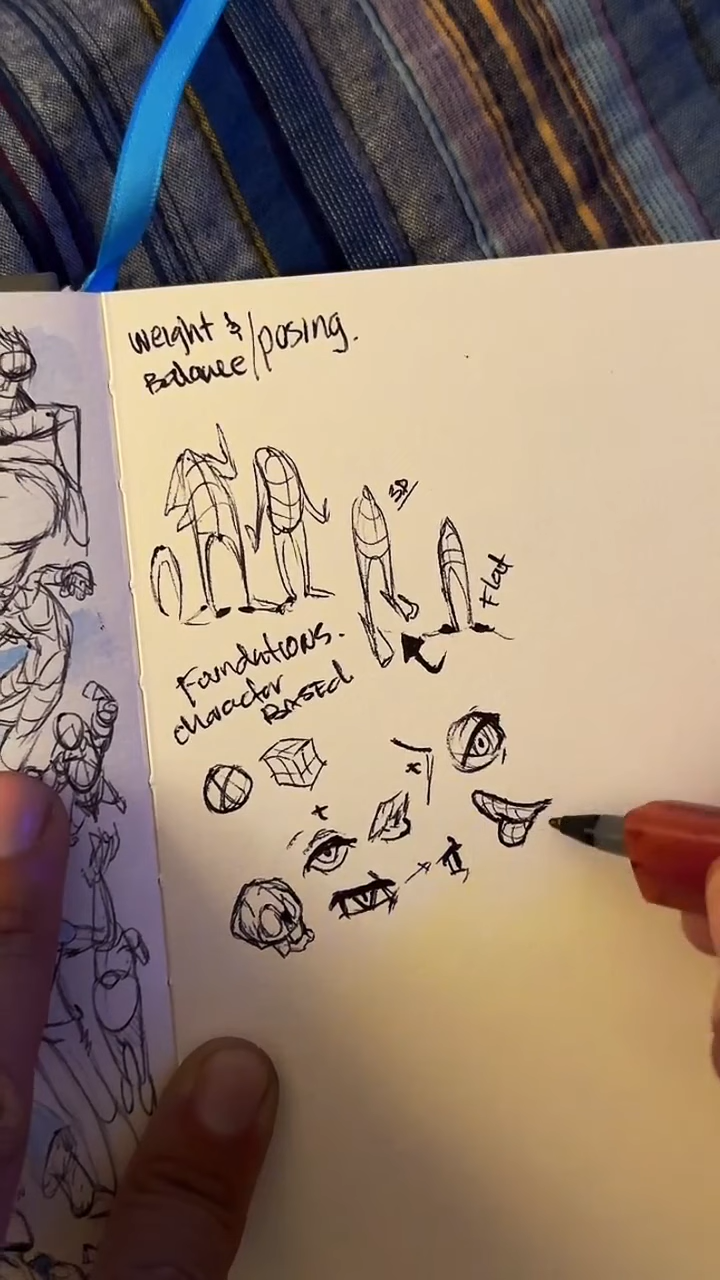 weight &
Balance / posing.
3D
Flat
Foundations.
character
BASED